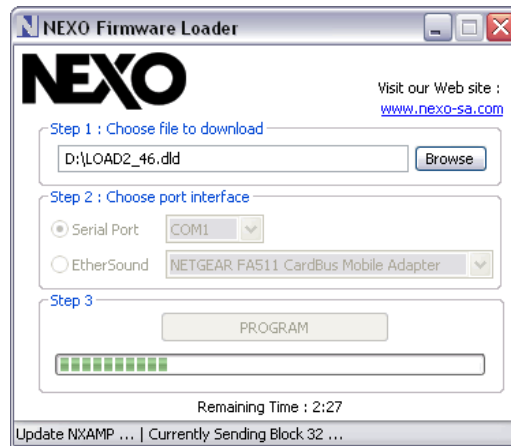 NEXO Firmware Loader
NEXO
Visit our Web site :
www.nexo-sa.com
Step 1 : Choose file to download
D:\LOAD2_46.dld
Browse
Step 2 : Choose port interface
Serial Port
COM1
EtherSound
NETGEAR FA511 CardBus Mobile Adapter
Step 3
PROGRAM
Remaining Time : 2:27
Update NXAMP ... | Currently Sending Block 32 ...